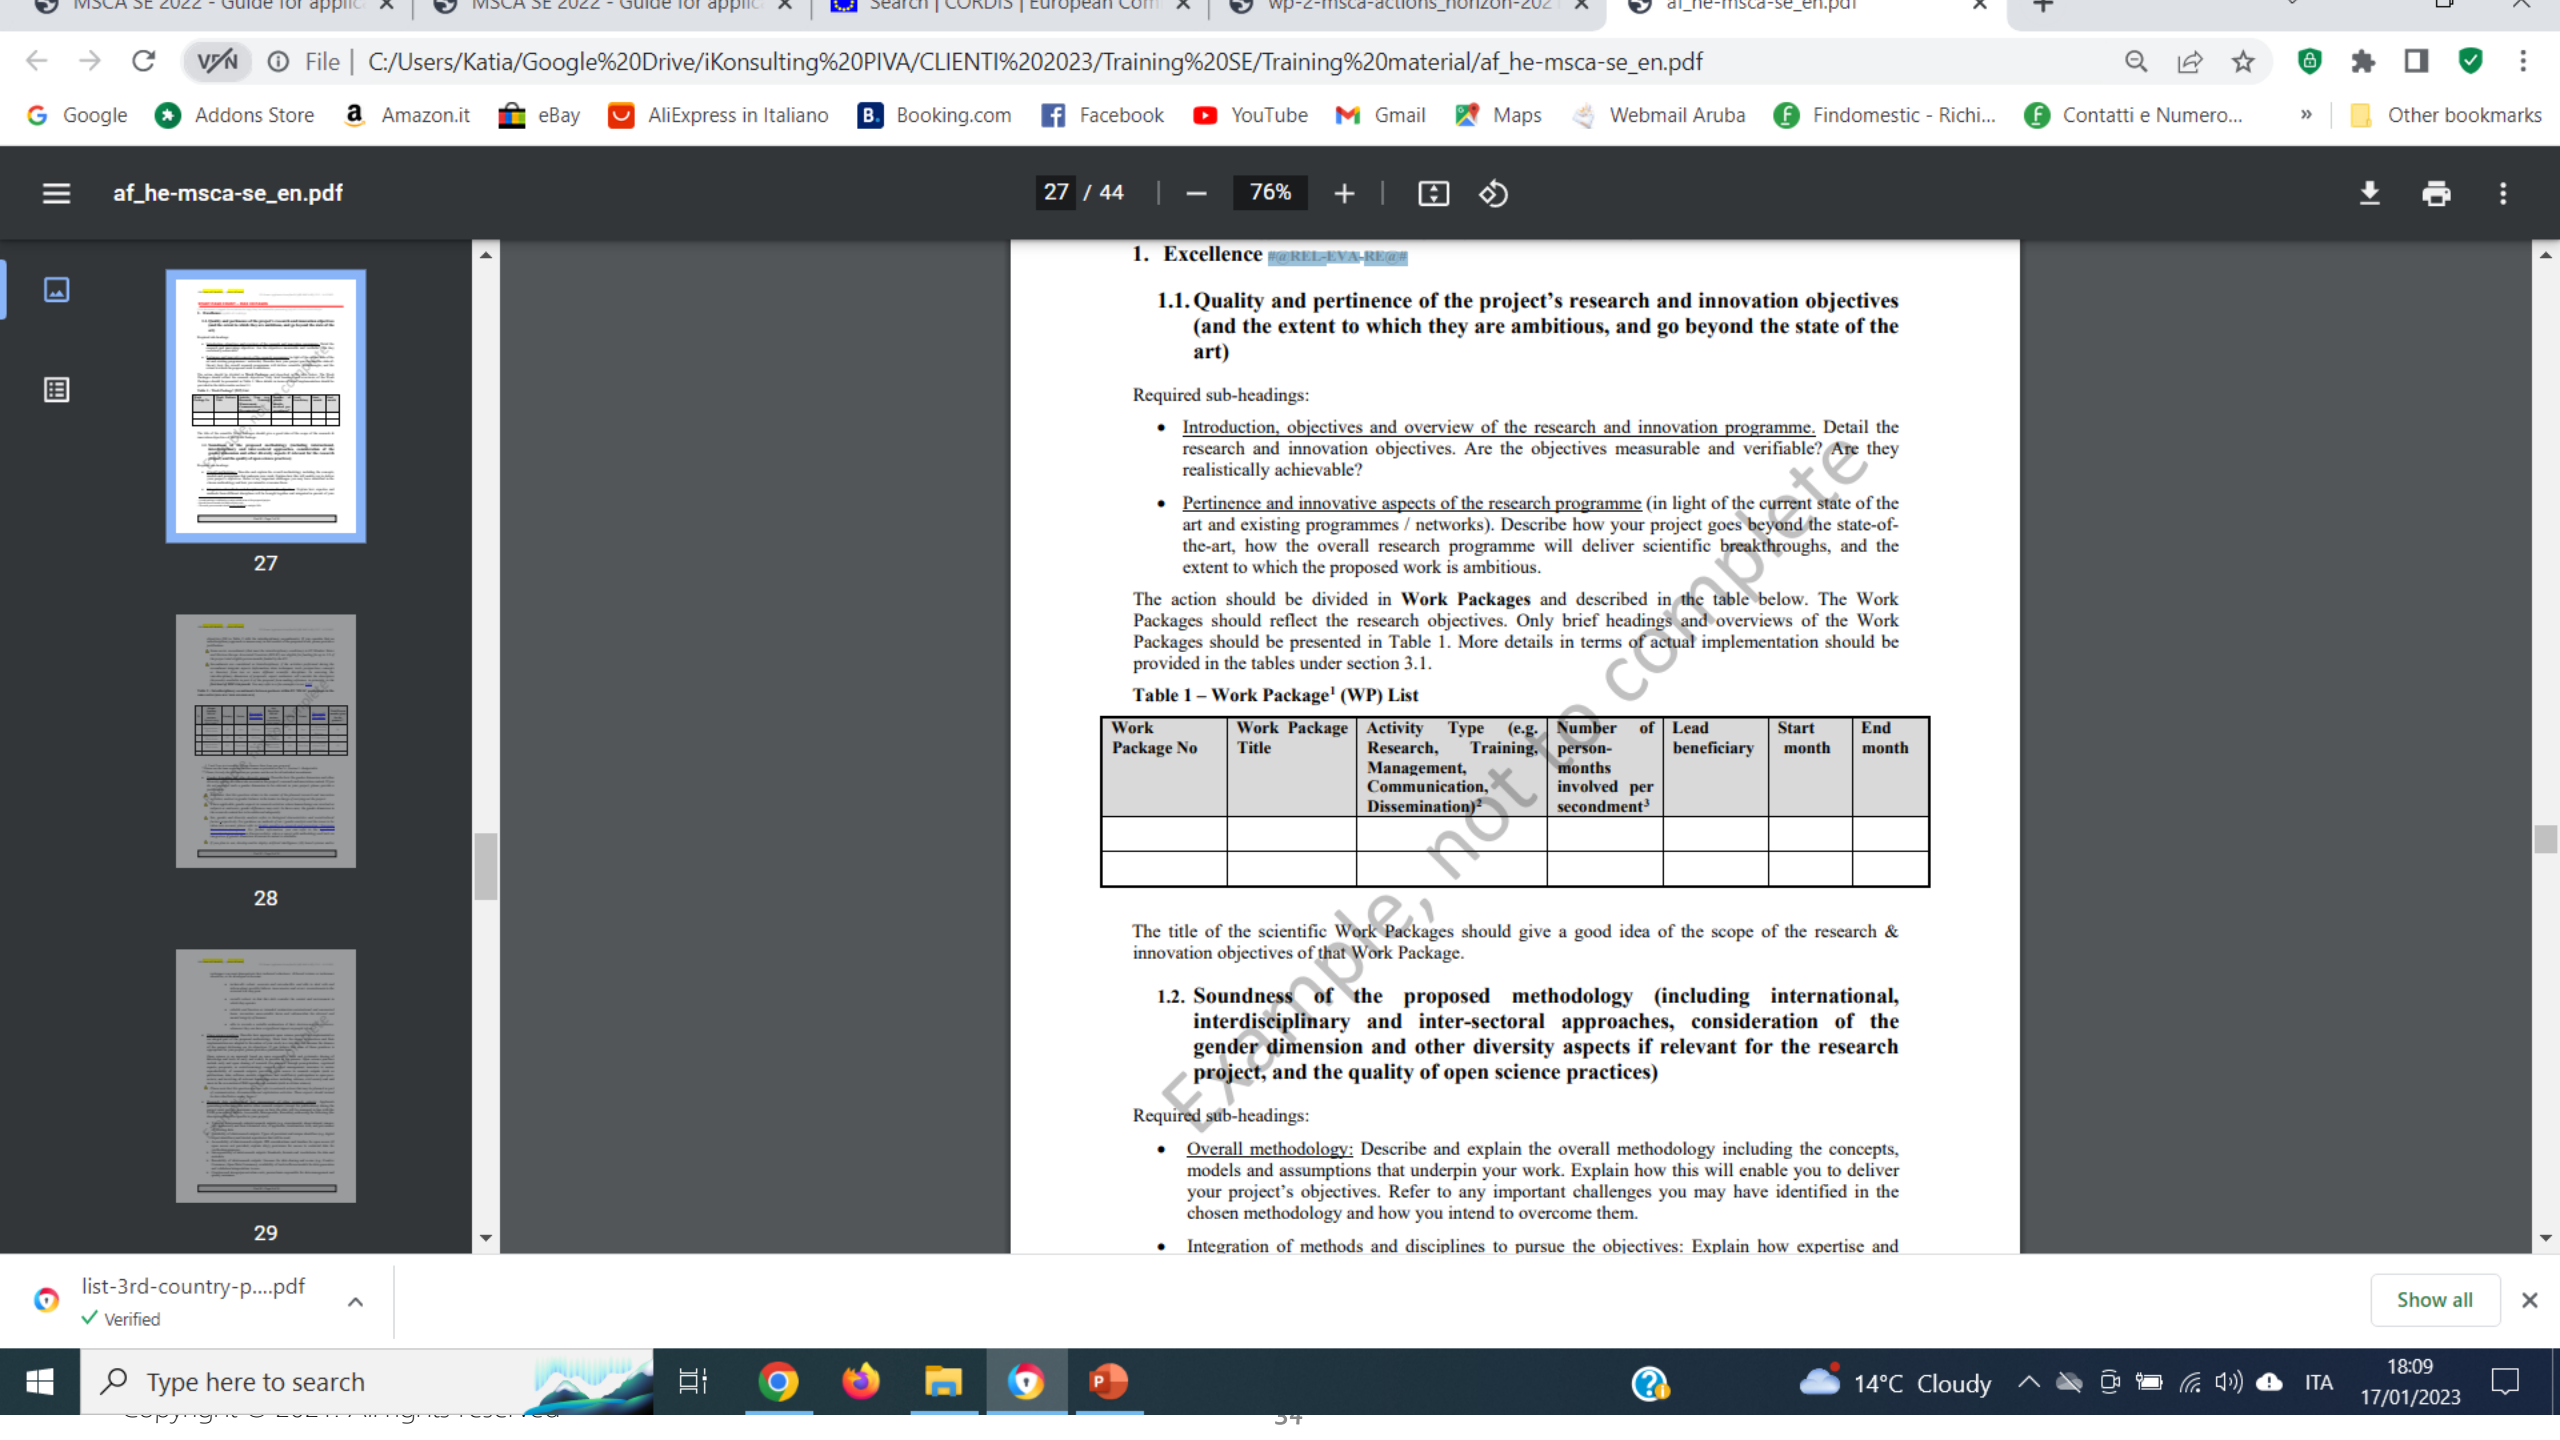 MSCA SE 2022 - Guide for applic
MSCA SE 2022 - Guide for applic
Search | CORDIS | European Com
wp-2-msca-actions_horizon-202
af_he-msca-se_en.pdf
VPN
File | C:/Users/Katia/Google%20Drive/iKonsulting%20PIVA/CLIENTI%202023/Training%20SE/Training%20material/af_he-msca-se_en.pdf
Google Addons Store Amazon.it eBay AliExpress in Italiano Booking.com Facebook YouTube Gmail Maps Webmail Aruba Findomestic - Richi... Contatti e Numero... » Other bookmarks
af_he-msca-se_en.pdf
27 / 44
76%
27
28
29
1. Excellence #@REL-EVA-RE@#
1.1. Quality and pertinence of the project's research and innovation objectives
(and the extent to which they are ambitious, and go beyond the state of the
art)
Required sub-headings:
• Introduction, objectives and overview of the research and innovation programme. Detail the
research and innovation objectives. Are the objectives measurable and verifiable? Are they
realistically achievable?
• Pertinence and innovative aspects of the research programme (in light of the current state of the
art and existing programmes / networks). Describe how your project goes beyond the state-of-
the-art, how the overall research programme will deliver scientific breakthroughs, and the
extent to which the proposed work is ambitious.
The action should be divided in Work Packages and described in the table below. The Work
Packages should reflect the research objectives. Only brief headings and overviews of the Work
Packages should be presented in Table 1. More details in terms of actual implementation should be
provided in the tables under section 3.1.
Table 1 – Work Package¹ (WP) List
Work Package No
Work Package Title
Activity Type (e.g. Research, Training, Management, Communication, Dissemination)²
Number of person-months involved per secondment³
Lead beneficiary
Start month
End month
The title of the scientific Work Packages should give a good idea of the scope of the research &
innovation objectives of that Work Package.
1.2. Soundness of the proposed methodology (including international,
interdisciplinary and inter-sectoral approaches, consideration of the
gender dimension and other diversity aspects if relevant for the research
project, and the quality of open science practices)
Required sub-headings:
• Overall methodology: Describe and explain the overall methodology including the concepts,
models and assumptions that underpin your work. Explain how this will enable you to deliver
your project's objectives. Refer to any important challenges you may have identified in the
chosen methodology and how you intend to overcome them.
• Integration of methods and disciplines to pursue the objectives: Explain how expertise and
Example, not to complete
list-3rd-country-p....pdf
Verified
Show all
Type here to search
14°C Cloudy
ITA
18:09
17/01/2023
Copyright © 2021. All rights reserved
34